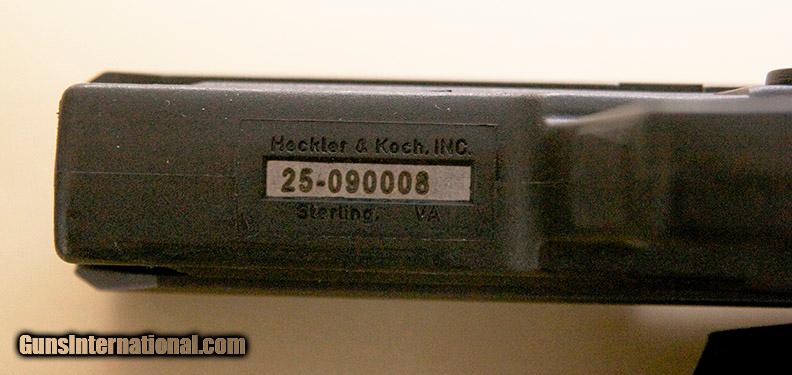 Heckler & Koch, INC.
25-090008
Sterling, VA
GunsInternational.com